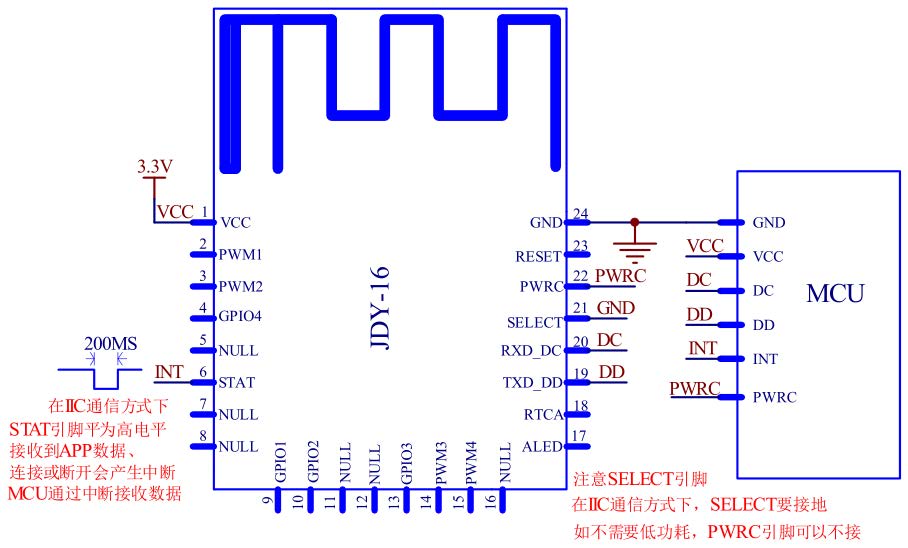 3.3V
VCC 1 VCC
2 PWM1
3 PWM2
4 GPIO4
5 NULL
200MS
INT 6 STAT
7 NULL
8 NULL
在IIC通信方式下
STAT引脚平为高电平
接收到APP数据、
连接或断开会产生中断
MCU通过中断接收数据
JDY-16
9 GPIO1
10 GPIO2
11 NULL
12 NULL
13 GPIO3
14 PWM3
15 PWM4
16 NULL
GND 24
RESET 23
PWRC 22 PWRC
SELECT 21 GND
RXD_DC 20 DC
TXD_DD 19 DD
RTCA 18
ALED 17
GND
VCC VCC
DC DC
DD DD
INT INT
PWRC PWRC
MCU
注意SELECT引脚
在IIC通信方式下，SELECT要接地
如不需要低功耗，PWRC引脚可以不接